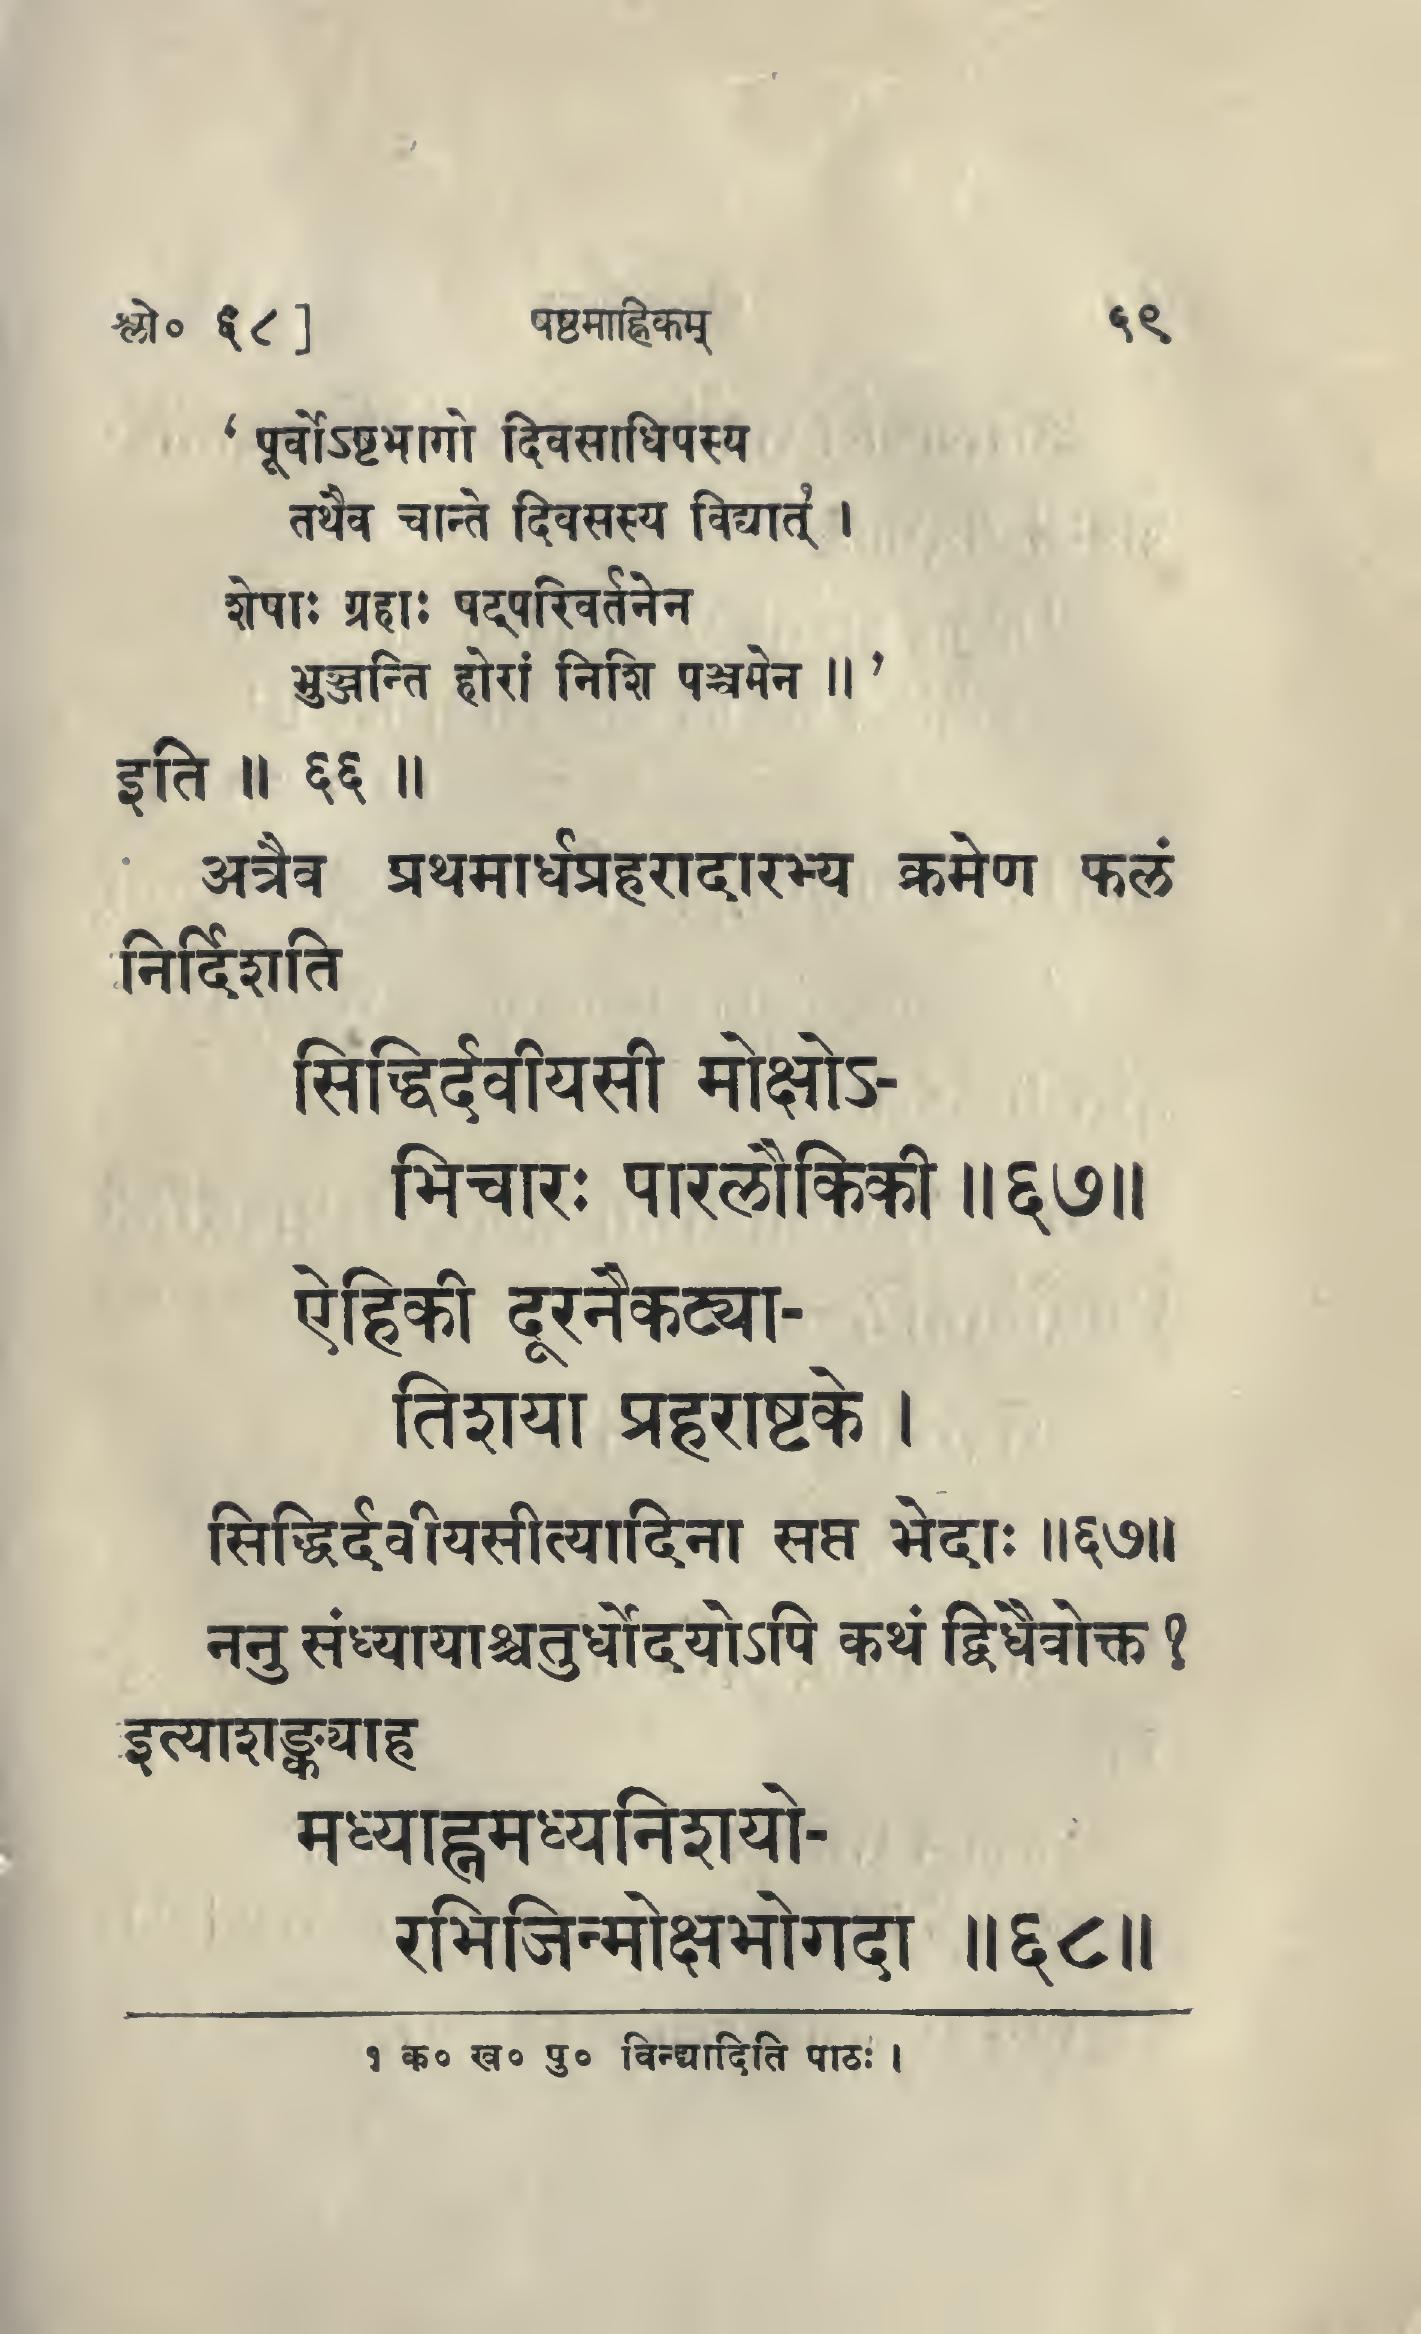 श्लो० ६८]
षष्ठमाह्निकम्
५९
‘ पूर्वोऽष्टभागो दिवसाधिपस्य
तथैव चान्ते दिवसस्य विद्यात्१ ।
शेषाः ग्रहाः षट्परिवर्तनेन
भुञ्जन्ति होरां निशि पञ्चमेन ॥ ’
इति ॥ ६६ ॥
अत्रैव प्रथमार्धप्रहरादारभ्य क्रमेण फलं
निर्दिशति
सिद्धिर्दवीयसी मोक्षोऽ-
भिचारः पारलौकिकी ॥६७॥
ऐहिकी दूरनैकट्या-
तिशया प्रहराष्टके ।
सिद्धिर्दवीयसीत्यादिना सप्त भेदाः ॥६७॥
ननु संध्यायाश्चतुर्धोदयोऽपि कथं द्विधैवोक्त ?
इत्याशङ्क्याह
मध्याह्नमध्यनिशयो-
रभिजिन्मोक्षभोगदा ॥६८॥
१ क० ख० पु० विन्द्यादिति पाठः ।